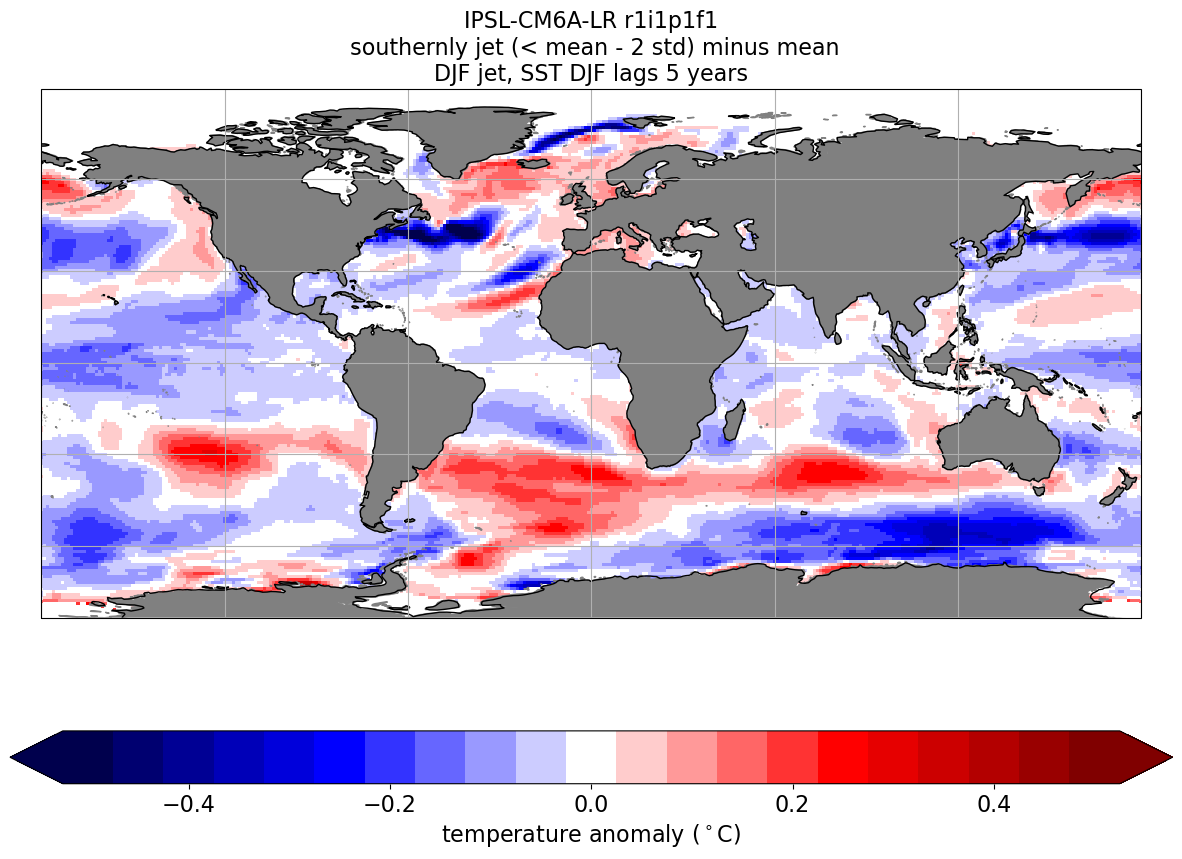 IPSL-CM6A-LR r1i1p1f1
southernly jet (< mean - 2 std) minus mean
DJF jet, SST DJF lags 5 years
−0.4 −0.2 0.0 0.2 0.4
temperature anomaly (°C)